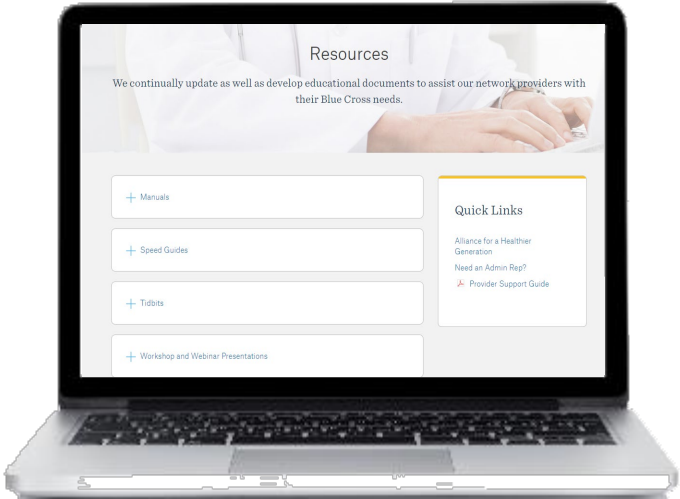 Resources
We continually update as well as develop educational documents to assist our network providers with
their Blue Cross needs.
Manuals
Speed Guides
Tidbits
Workshop and Webinar Presentations
Quick Links
Alliance for a Healthier
Generation
Need an Admin Rep?
Provider Support Guide